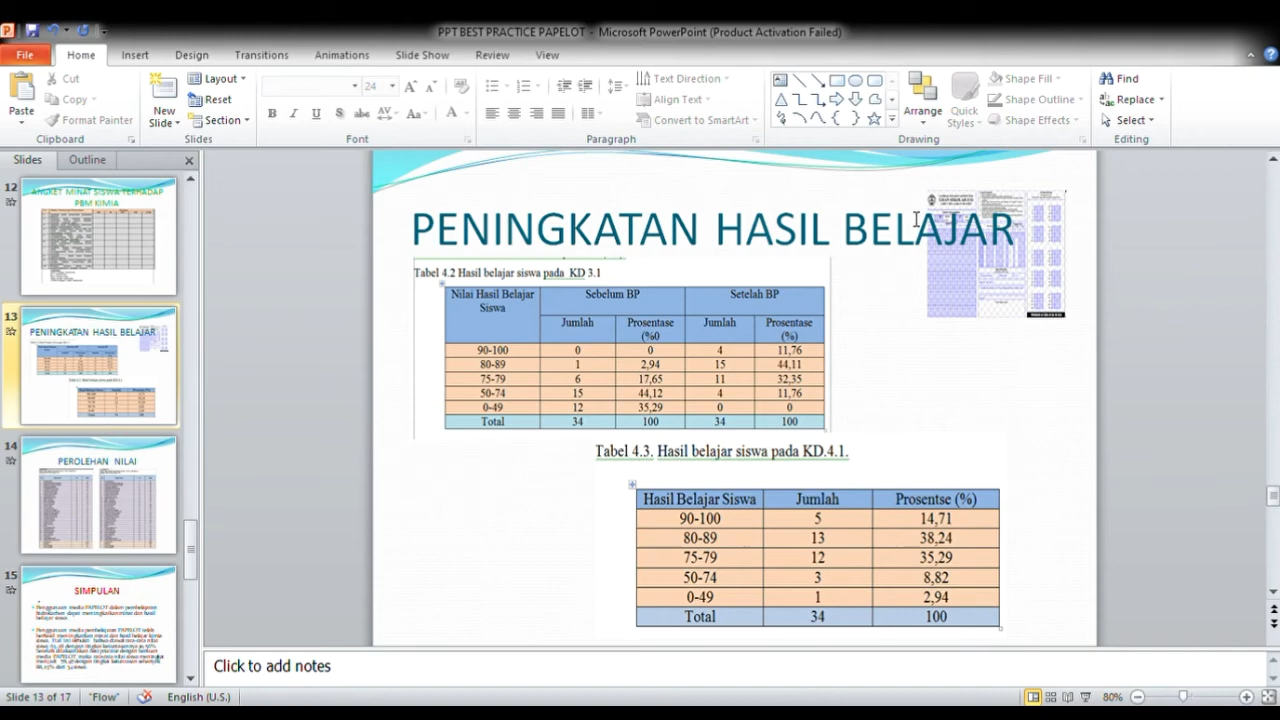 PPT BEST PRACTICE PAPELOT - Microsoft PowerPoint (Product Activation Failed)
File Home Insert Design Transitions Animations Slide Show Review View
Paste Cut Copy Format Painter
Clipboard
New Slide Layout Reset Section
Slides
24
Font
Paragraph
Text Direction Align Text Convert to SmartArt
Arrange Quick Styles Shape Fill Shape Outline Shape Effects
Drawing
Find Replace Select
Editing
Slides Outline
12
ANGKET MINAT SISWA TERHADAP
PBM KIMIA
13
PENINGKATAN HASIL BELAJAR
14
PEROLEHAN NILAI
15
SIMPULAN
PENINGKATAN HASIL BELAJAR
Tabel 4.2 Hasil belajar siswa pada KD 3.1
Nilai Hasil Belajar Siswa Sebelum BP Setelah BP
Jumlah Prosentase (%0 Jumlah Prosentase (%)
90-100 0 0 4 11,76
80-89 1 2,94 15 44,11
75-79 6 17,65 11 32,35
50-74 15 44,12 4 11,76
0-49 12 35,29 0 0
Total 34 100 34 100
Tabel 4.3. Hasil belajar siswa pada KD.4.1.
Hasil Belajar Siswa Jumlah Prosentse (%)
90-100 5 14,71
80-89 13 38,24
75-79 12 35,29
50-74 3 8,82
0-49 1 2,94
Total 34 100
Click to add notes
Slide 13 of 17 "Flow" English (U.S.) 80%